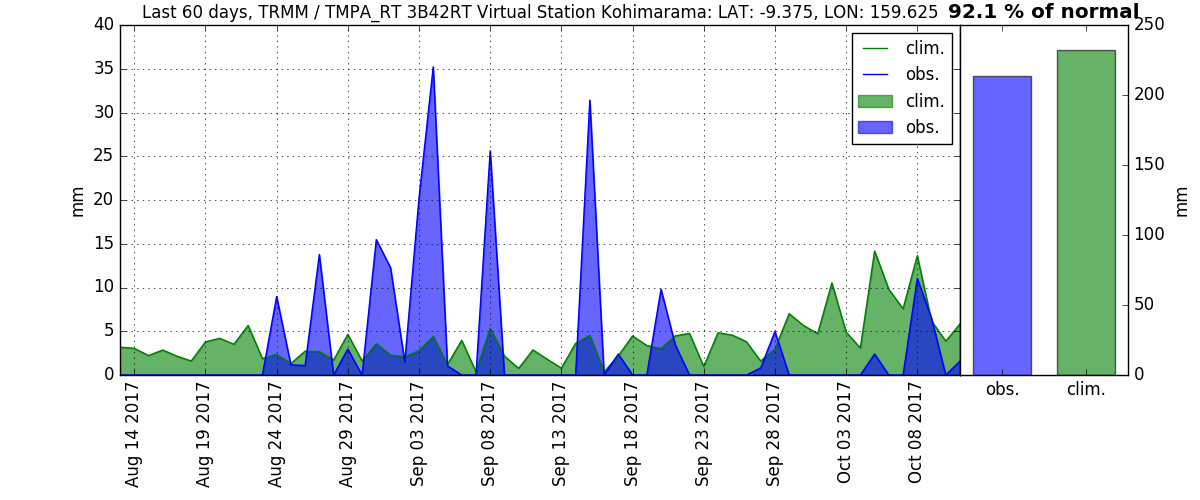 Last 60 days, TRMM / TMPA_RT 3B42RT Virtual Station Kohimarama: LAT: -9.375, LON: 159.625 92.1 % of normal
40
35
30
25
20
15
10
5
0
mm
clim.
obs.
clim.
obs.
Aug 14 2017
Aug 19 2017
Aug 24 2017
Aug 29 2017
Sep 03 2017
Sep 08 2017
Sep 13 2017
Sep 18 2017
Sep 23 2017
Sep 28 2017
Oct 03 2017
Oct 08 2017
250
200
150
100
50
0
mm
obs.
clim.